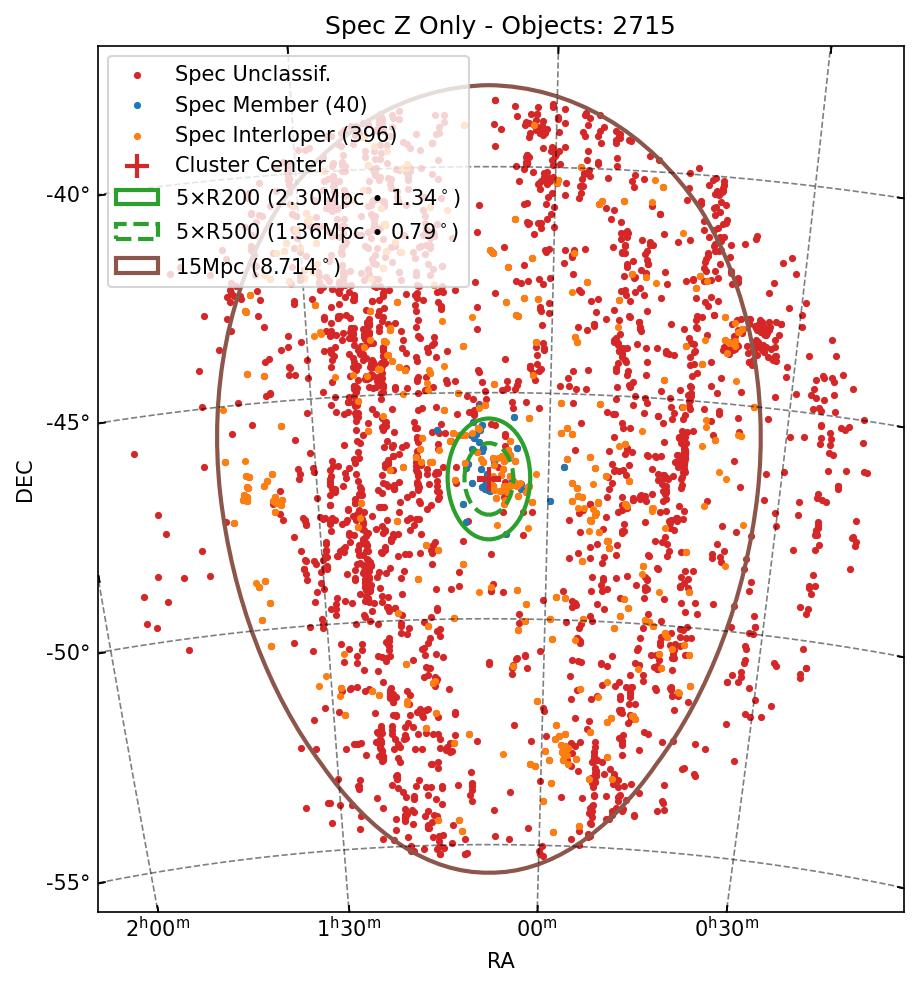 Spec Z Only - Objects: 2715
Spec Unclassif.
Spec Member (40)
Spec Interloper (396)
Cluster Center
5×R200 (2.30Mpc • 1.34°)
5×R500 (1.36Mpc • 0.79°)
15Mpc (8.714°)
-40°
-45°
-50°
-55°
DEC
2ʰ00ᵐ 1ʰ30ᵐ 00ᵐ 0ʰ30ᵐ
RA